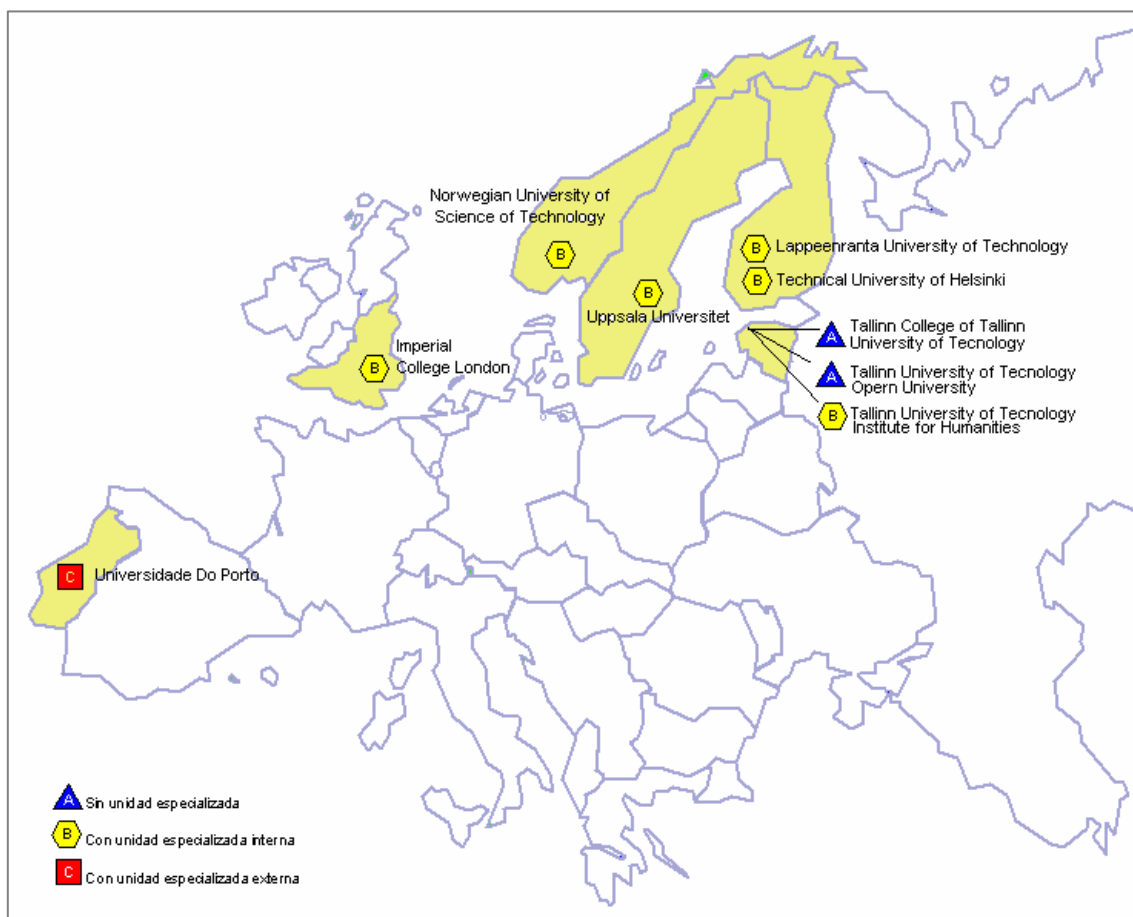 Norwegian University of
Science of Technology
B
B
Lappeenranta University of Technology
B
Technical University of Helsinki
B
Uppsala Universitet
A
Tallinn College of Tallinn
University of Tecnology
A
Tallinn University of Tecnology
Opern University
B
Tallinn University of Tecnology
Institute for Humanities
Imperial
College London
B
C
Universidade Do Porto
A Sin unidad especializada
B Con unidad especializada interna
C Con unidad especializada externa